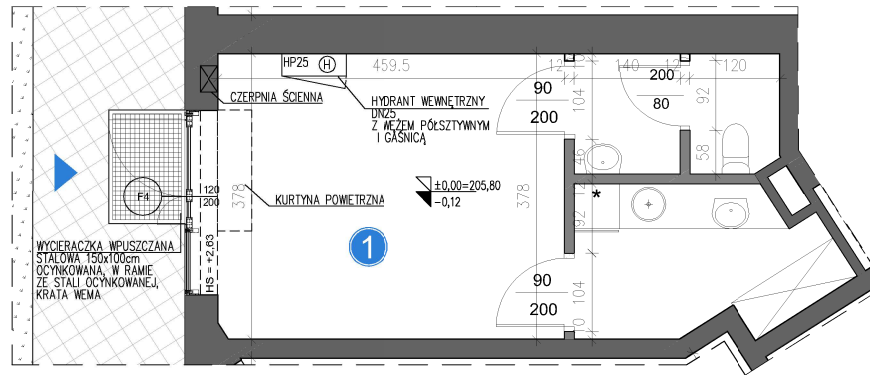 HP25 H
459.5
12
140
12
120
CZERPNIA ŚCIENNA
HYDRANT WEWNĘTRZNY
DN25
Z WĘŻEM PÓŁSZTYWNYM
I GAŚNICĄ
90
200
104
200
80
92
46
58
F4
120
200
KURTYNA POWIETRZNA
378
±0,00=205,80
-0,12
378
92
*
WYCIERACZKA WPUSZCZANA
STALOWA 150x100cm
OCYNKOWANA, W RAMIE
ZE STALI OCYNKOWANEJ,
KRATA WEMA
HS = +2,63
1
90
200
104